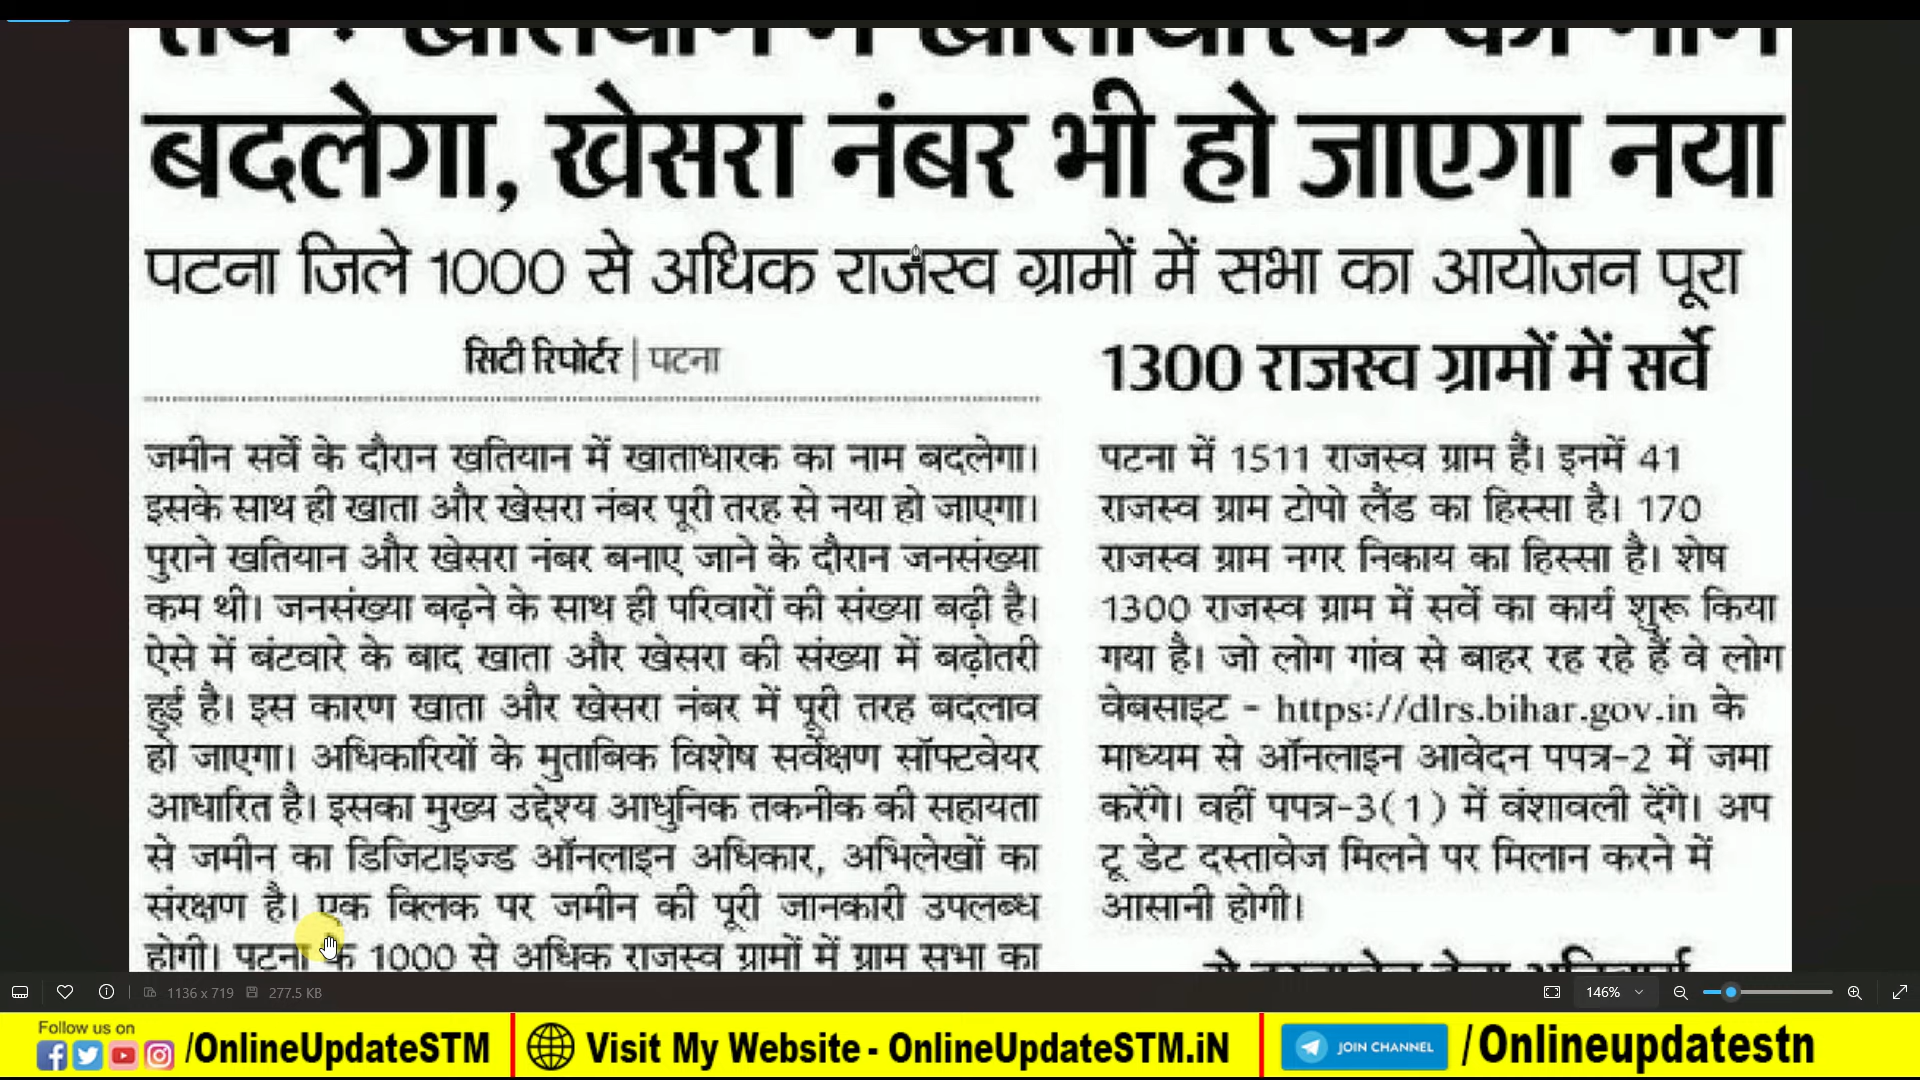 बदलेगा, खेसरा नंबर भी हो जाएगा नया
पटना जिले 1000 से अधिक राजस्व ग्रामों में सभा का आयोजन पूरा
सिटी रिपोर्टर | पटना
जमीन सर्वे के दौरान खतियान में खाताधारक का नाम बदलेगा।
इसके साथ ही खाता और खेसरा नंबर पूरी तरह से नया हो जाएगा।
पुराने खतियान और खेसरा नंबर बनाए जाने के दौरान जनसंख्या
कम थी। जनसंख्या बढ़ने के साथ ही परिवारों की संख्या बढ़ी है।
ऐसे में बंटवारे के बाद खाता और खेसरा की संख्या में बढ़ोतरी
हुई है। इस कारण खाता और खेसरा नंबर में पूरी तरह बदलाव
हो जाएगा। अधिकारियों के मुताबिक विशेष सर्वेक्षण सॉफ्टवेयर
आधारित है। इसका मुख्य उद्देश्य आधुनिक तकनीक की सहायता
से जमीन का डिजिटाइज्ड ऑनलाइन अधिकार, अभिलेखों का
संरक्षण है। एक क्लिक पर जमीन की पूरी जानकारी उपलब्ध
होगी। पटना के 1000 से अधिक राजस्व ग्रामों में ग्राम सभा का
1300 राजस्व ग्रामों में सर्वे
पटना में 1511 राजस्व ग्राम हैं। इनमें 41
राजस्व ग्राम टोपो लैंड का हिस्सा है। 170
राजस्व ग्राम नगर निकाय का हिस्सा है। शेष
1300 राजस्व ग्राम में सर्वे का कार्य शुरू किया
गया है। जो लोग गांव से बाहर रह रहे हैं वे लोग
वेबसाइट - https://dlrs.bihar.gov.in के
माध्यम से ऑनलाइन आवेदन पपत्र-2 में जमा
करेंगे। वहीं पपत्र-3(1) में वंशावली देंगे। अप
टू डेट दस्तावेज मिलने पर मिलान करने में
आसानी होगी।
1136 x 719 277.5 KB 146%
Follow us on
/OnlineUpdateSTM Visit My Website - OnlineUpdateSTM.iN JOIN CHANNEL /Onlineupdatestn